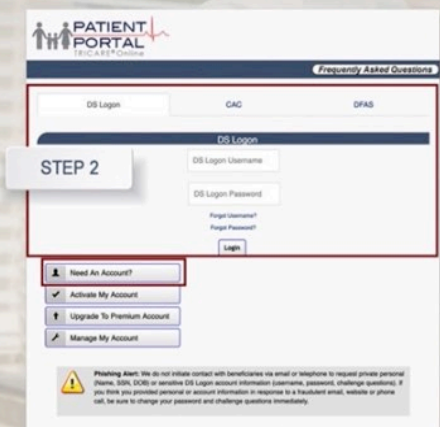 PATIENT
PORTAL
TRICARE® Online
Frequently Asked Questions
DS Logon CAC DFAS
DS Logon
STEP 2
DS Logon Username
DS Logon Password
Forgot Username?
Forgot Password?
Login
Need An Account?
Activate My Account
Upgrade To Premium Account
Manage My Account
Phishing Alert: We do not initiate contact with beneficiaries via email or telephone to request private personal
(Name, SSN, DOB) or sensitive DS Logon account information (username, password, challenge questions). If
you think you provided personal or account information in response to a fraudulent email, website or phone
call, be sure to change your password and challenge questions immediately.